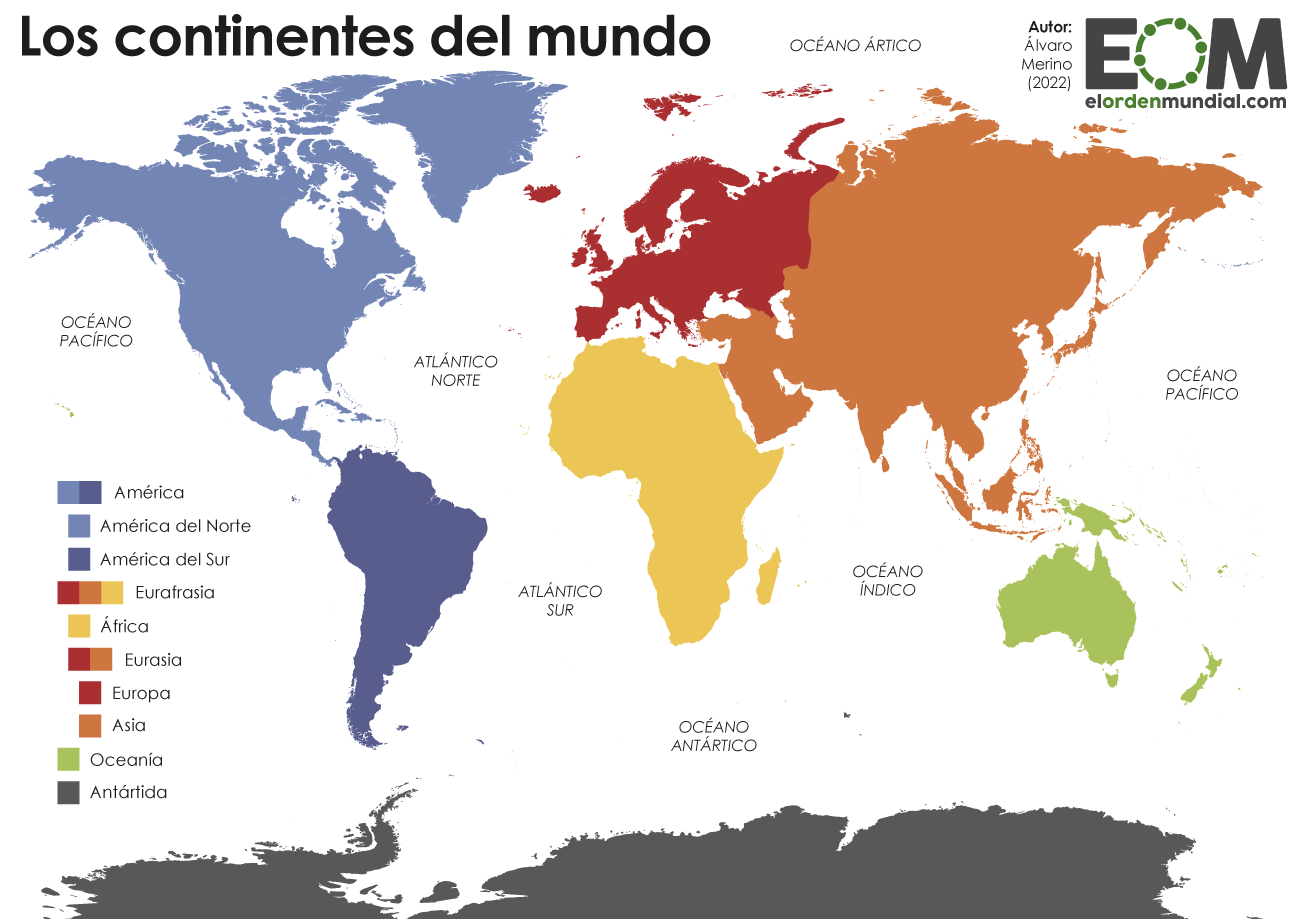 Los continentes del mundo
OCÉANO ÁRTICO
Autor:
Álvaro
Merino
(2022)
EOM
elordenmundial.com
OCÉANO
PACÍFICO
ATLÁNTICO
NORTE
OCÉANO
PACÍFICO
América
América del Norte
América del Sur
Eurafrasia
África
Eurasia
Europa
Asia
Oceanía
Antártida
ATLÁNTICO
SUR
OCÉANO
ÍNDICO
OCÉANO
ANTÁRTICO